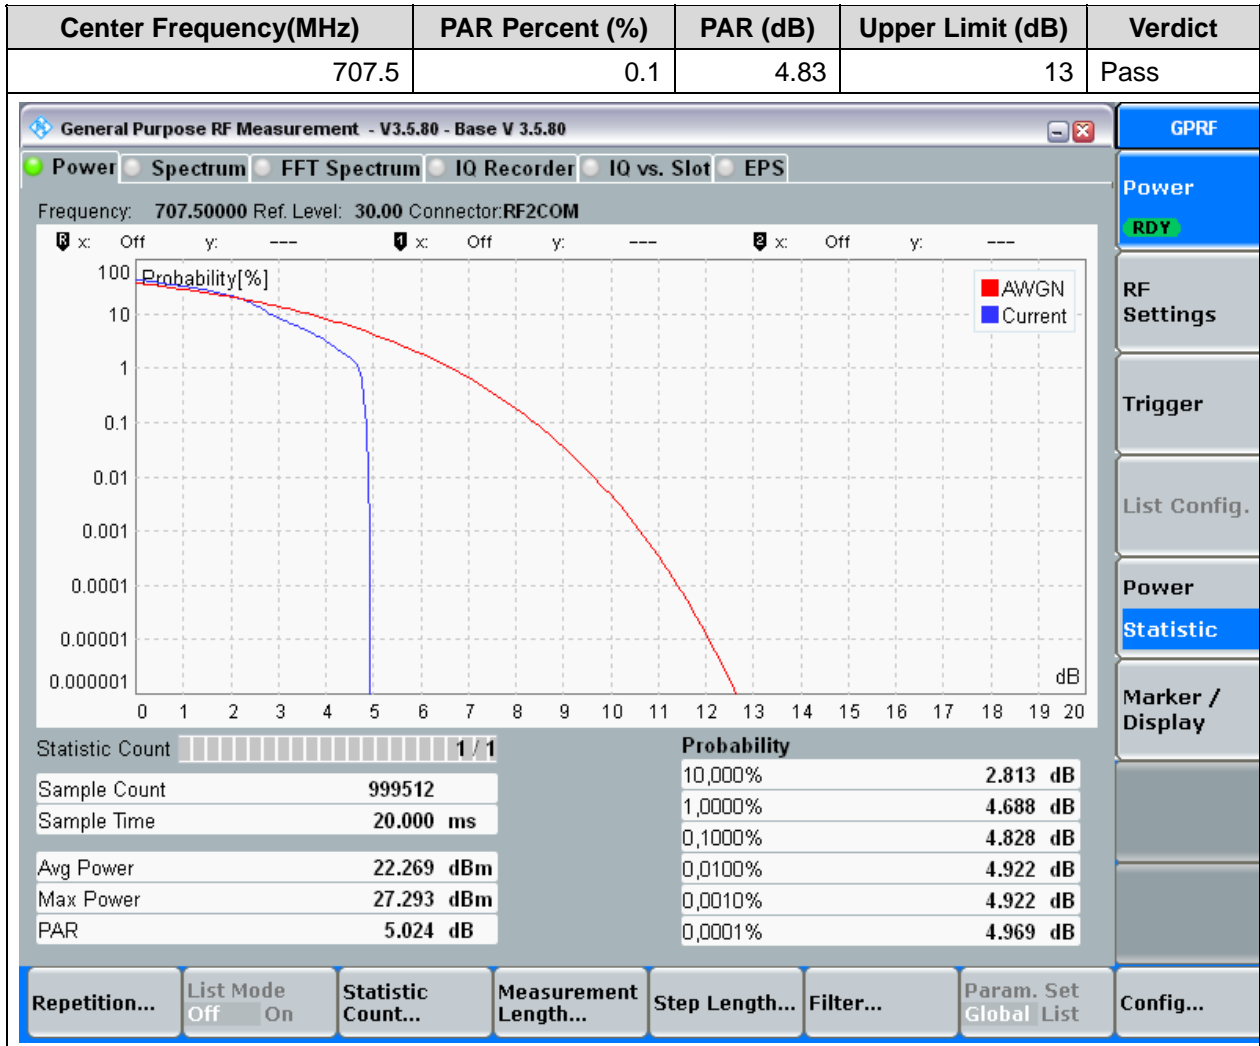 Center Frequency(MHz) PAR Percent (%) PAR (dB) Upper Limit (dB) Verdict
707.5 0.1 4.83 13 Pass
General Purpose RF Measurement - V3.5.80 - Base V 3.5.80
GPRF
Power Spectrum FFT Spectrum IQ Recorder IQ vs. Slot EPS
Power
RDY
Frequency: 707.50000 Ref. Level: 30.00 Connector:RF2COM
R x: Off y: --- 1 x: Off y: --- 2 x: Off y: ---
100 Probability[%]
AWGN
Current
10
1
0.1
0.01
0.001
0.0001
0.00001
0.000001
dB
0 1 2 3 4 5 6 7 8 9 10 11 12 13 14 15 16 17 18 19 20
RF
Settings
Trigger
List Config.
Power
Statistic
Marker /
Display
Statistic Count 1 / 1
Sample Count 999512
Sample Time 20.000 ms
Avg Power 22.269 dBm
Max Power 27.293 dBm
PAR 5.024 dB
Probability
10,000% 2.813 dB
1,0000% 4.688 dB
0,1000% 4.828 dB
0,0100% 4.922 dB
0,0010% 4.922 dB
0,0001% 4.969 dB
Repetition...
List Mode
Off On
Statistic
Count...
Measurement
Length...
Step Length...
Filter...
Param. Set
Global List
Config...